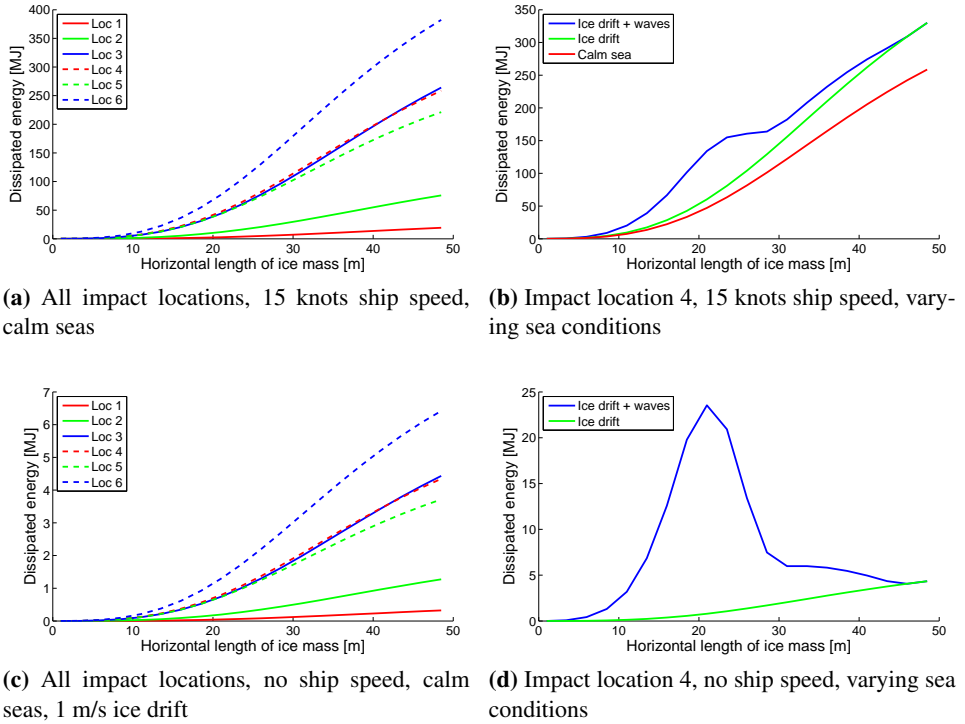 400
350
300
250
200
150
100
50
0
Dissipated energy [MJ]
Loc 1
Loc 2
Loc 3
Loc 4
Loc 5
Loc 6
0 10 20 30 40 50
Horizontal length of ice mass [m]
(a) All impact locations, 15 knots ship speed,
calm seas
350
300
250
200
150
100
50
0
Dissipated energy [MJ]
Ice drift + waves
Ice drift
Calm sea
0 10 20 30 40 50
Horizontal length of ice mass [m]
(b) Impact location 4, 15 knots ship speed, vary-
ing sea conditions
7
6
5
4
3
2
1
0
Dissipated energy [MJ]
Loc 1
Loc 2
Loc 3
Loc 4
Loc 5
Loc 6
0 10 20 30 40 50
Horizontal length of ice mass [m]
(c) All impact locations, no ship speed, calm
seas, 1 m/s ice drift
25
20
15
10
5
0
Dissipated energy [MJ]
Ice drift + waves
Ice drift
0 10 20 30 40 50
Horizontal length of ice mass [m]
(d) Impact location 4, no ship speed, varying sea
conditions